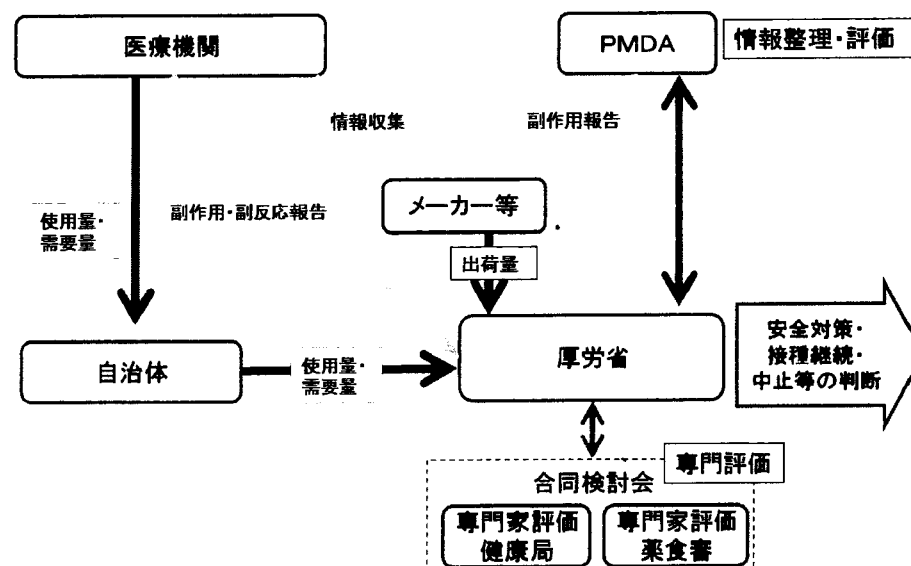 医療機関
PMDA
情報整理・評価
情報収集
副作用報告
使用量・
需要量
副作用・副反応報告
メーカー等
出荷量
自治体
使用量・
需要量
厚労省
安全対策・
接種継続・
中止等の判断
専門評価
合同検討会
専門家評価
健康局
専門家評価
薬食審